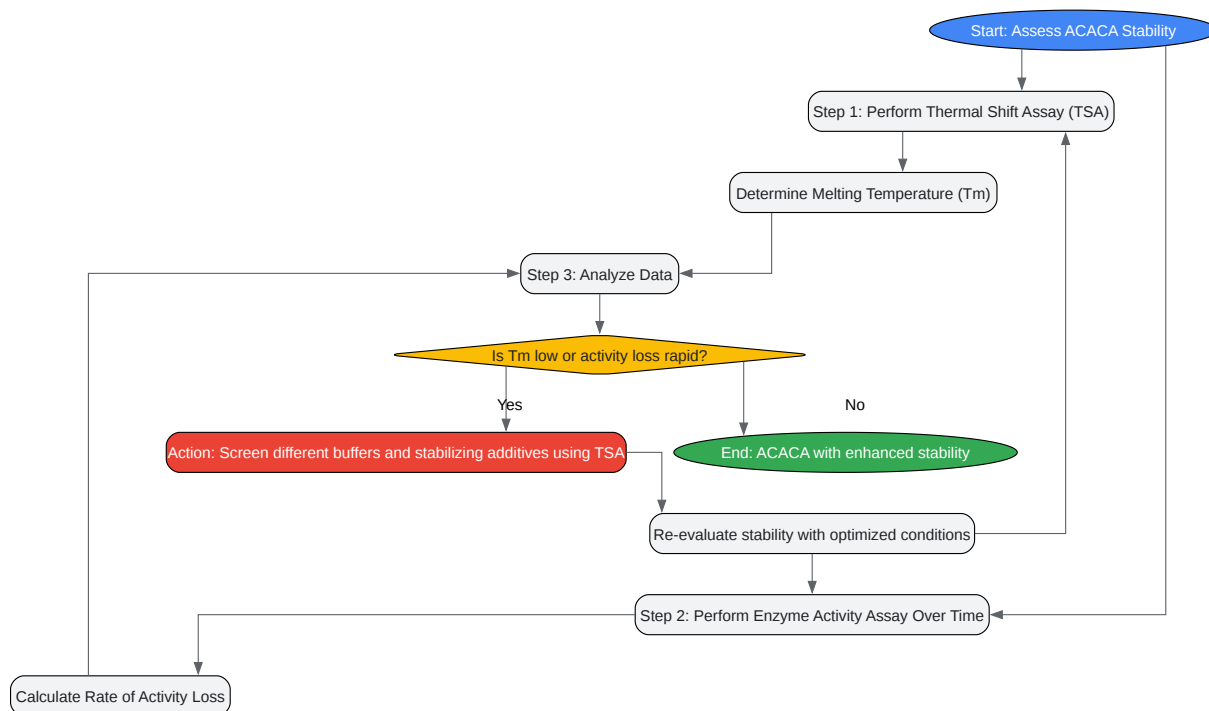 Start: Assess ACACA Stability
Step 1: Perform Thermal Shift Assay (TSA)
Determine Melting Temperature (Tm)
Step 3: Analyze Data
Is Tm low or activity loss rapid?
Yes
No
Action: Screen different buffers and stabilizing additives using TSA
End: ACACA with enhanced stability
Re-evaluate stability with optimized conditions
Step 2: Perform Enzyme Activity Assay Over Time
Calculate Rate of Activity Loss